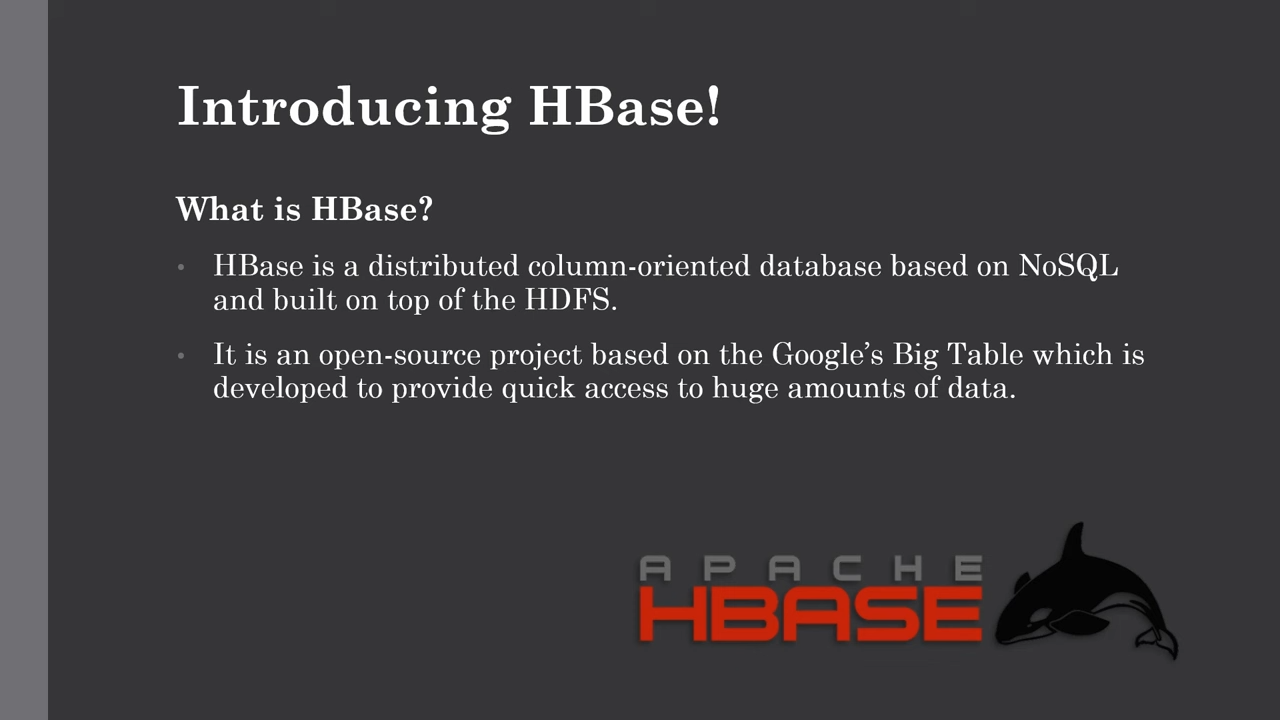 Introducing HBase!
What is HBase?
• HBase is a distributed column-oriented database based on NoSQL
and built on top of the HDFS.
• It is an open-source project based on the Google’s Big Table which is
developed to provide quick access to huge amounts of data.
APACHE
HBASE